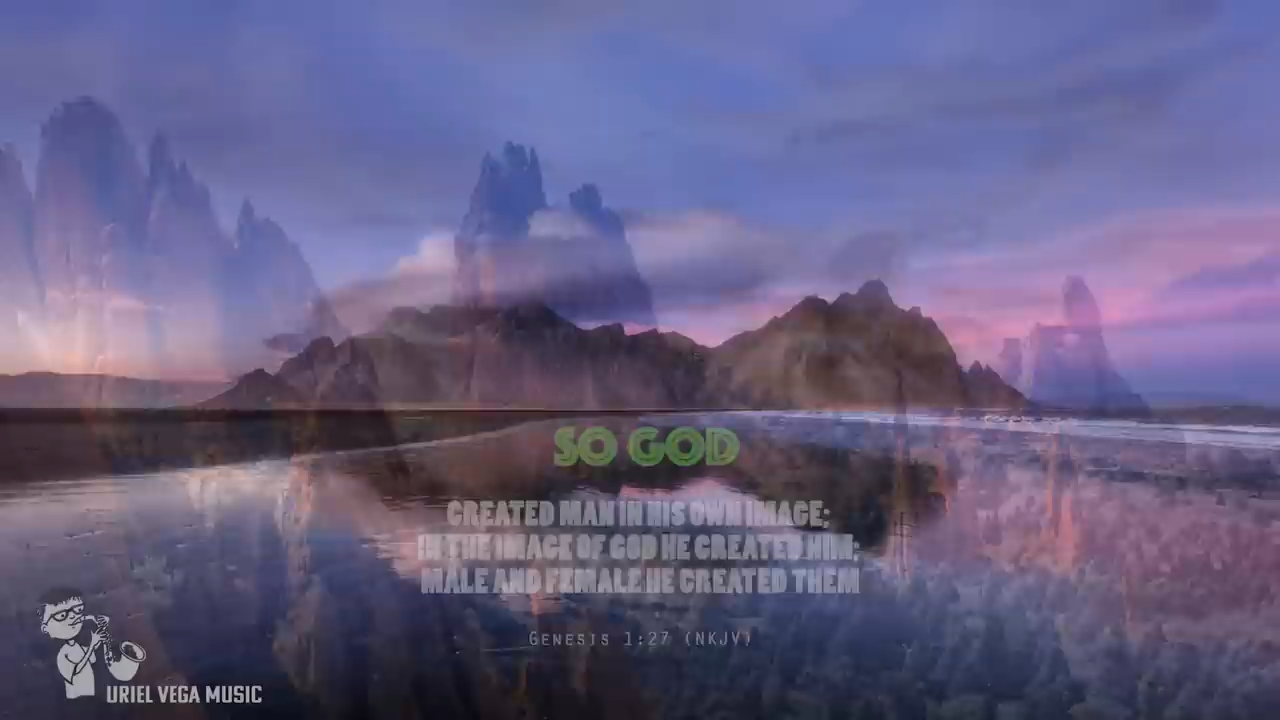 SO GOD
CREATED MAN IN HIS OWN IMAGE;
IN THE IMAGE OF GOD HE CREATED HIM;
MALE AND FEMALE HE CREATED THEM
GENESIS 1:27 (NKJV)
URIEL VEGA MUSIC